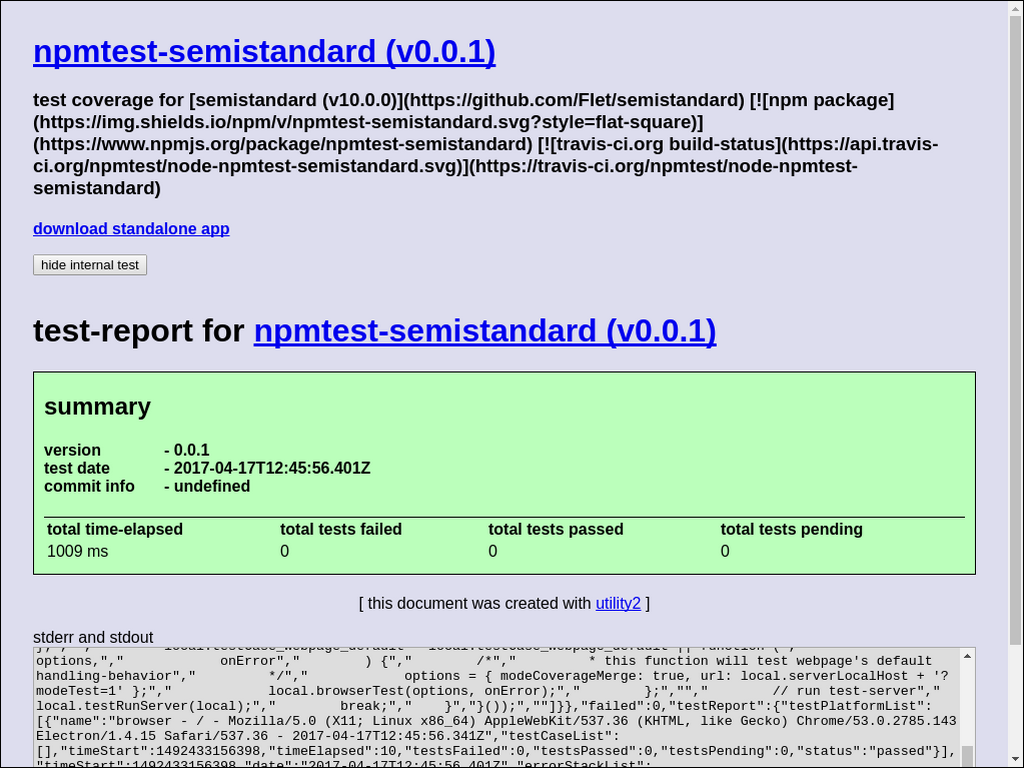 npmtest-semistandard (v0.0.1)
test coverage for [semistandard (v10.0.0)](https://github.com/Flet/semistandard) [![npm package]
(https://img.shields.io/npm/v/npmtest-semistandard.svg?style=flat-square)]
(https://www.npmjs.org/package/npmtest-semistandard) [![travis-ci.org build-status](https://api.travis-
ci.org/npmtest/node-npmtest-semistandard.svg)](https://travis-ci.org/npmtest/node-npmtest-
semistandard)
download standalone app
hide internal test
test-report for npmtest-semistandard (v0.0.1)
summary
version - 0.0.1
test date - 2017-04-17T12:45:56.401Z
commit info - undefined
total time-elapsed total tests failed total tests passed total tests pending
1009 ms 0 0 0
[ this document was created with utility2 ]
stderr and stdout
options,"," onError"," ) {"," /*"," * this function will test webpage's default
handling-behavior"," */"," options = { modeCoverageMerge: true, url: local.serverLocalHost + '?
modeTest=1' };"," local.browserTest(options, onError);"," };",""," // run test-server","
local.testRunServer(local);"," break;"," }","}());",""]}},"failed":0,"testReport":{"testPlatformList":
[{"name":"browser - / - Mozilla/5.0 (X11; Linux x86_64) AppleWebKit/537.36 (KHTML, like Gecko) Chrome/53.0.2785.143
Electron/1.4.15 Safari/537.36 - 2017-04-17T12:45:56.341Z","testCaseList":
[],"timeStart":1492433156398,"timeElapsed":10,"testsFailed":0,"testsPassed":0,"testsPending":0,"status":"passed"}],
"timeStart":1492433156398,"date":"2017-04-17T12:45:56.401Z","errorStackList":